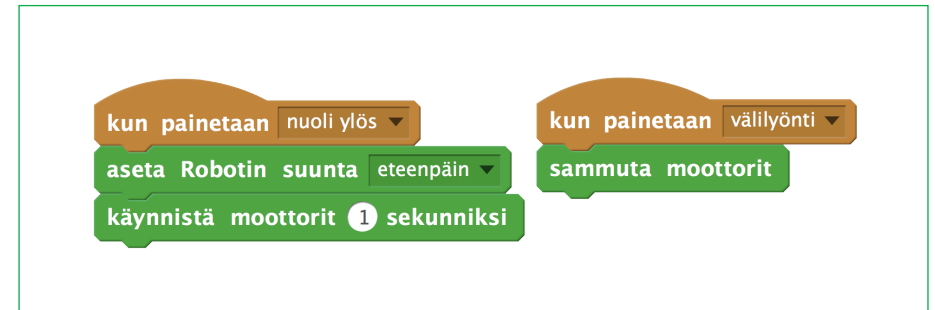 kun painetaan nuoli ylös
aseta Robotin suunta eteenpäin
käynnistä moottorit 1 sekunniksi
kun painetaan välilyönti
sammuta moottorit